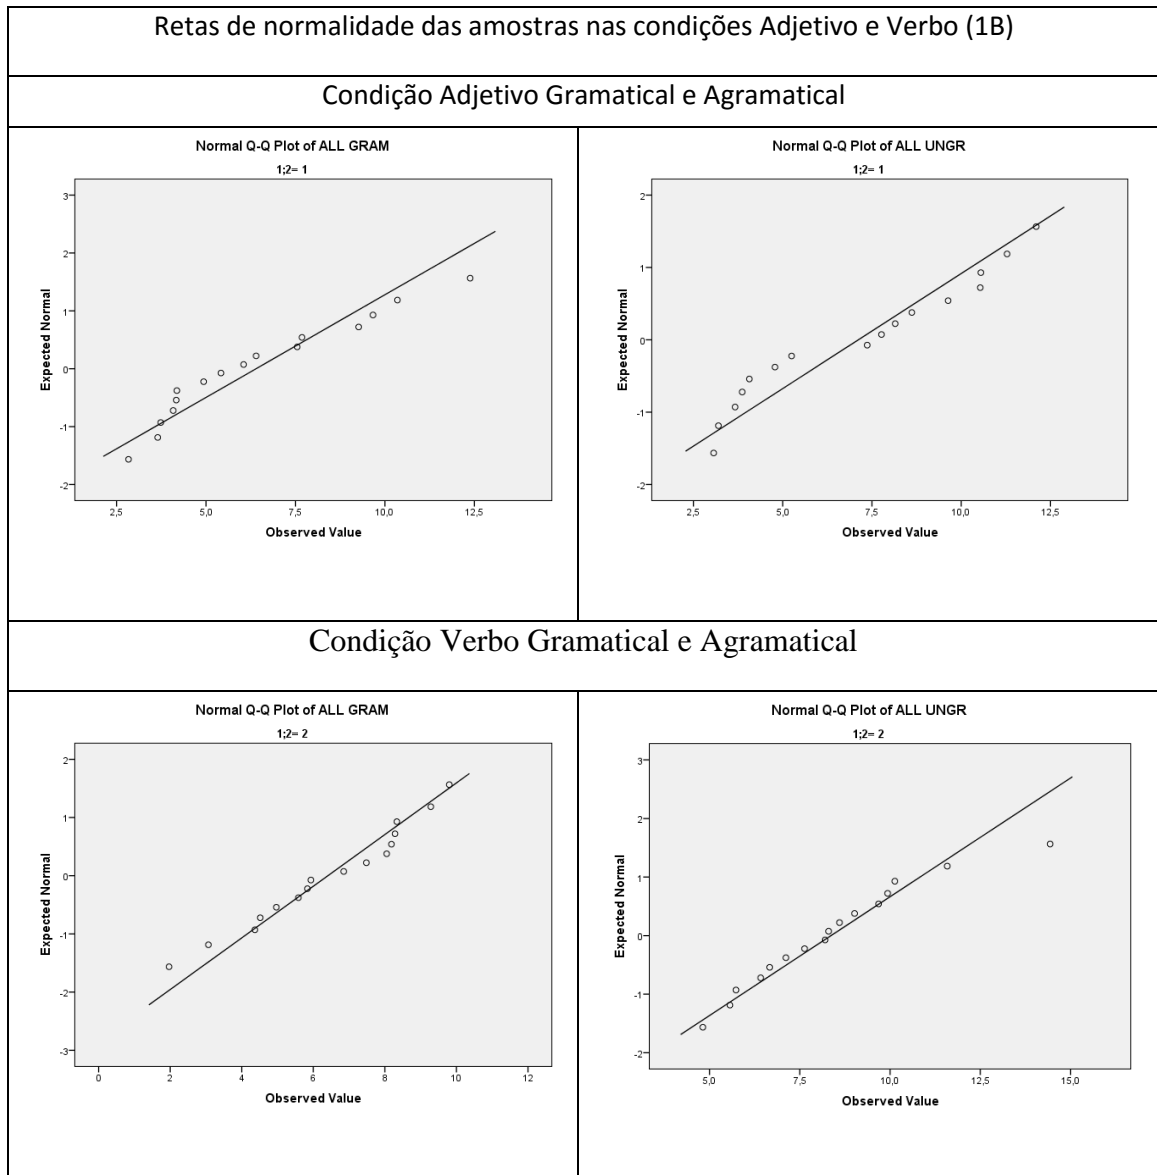 Retas de normalidade das amostras nas condições Adjetivo e Verbo (1B)
Condição Adjetivo Gramatical e Agramatical
Normal Q-Q Plot of ALL GRAM
1;2= 1
3
2
1
0
-1
-2
Expected Normal
2,5 5,0 7,5 10,0 12,5
Observed Value
Normal Q-Q Plot of ALL UNGR
1;2= 1
2
1
0
-1
-2
Expected Normal
2,5 5,0 7,5 10,0 12,5
Observed Value
Condição Verbo Gramatical e Agramatical
Normal Q-Q Plot of ALL GRAM
1;2= 2
2
1
0
-1
-2
-3
Expected Normal
0 2 4 6 8 10 12
Observed Value
Normal Q-Q Plot of ALL UNGR
1;2= 2
3
2
1
0
-1
-2
Expected Normal
5,0 7,5 10,0 12,5 15,0
Observed Value